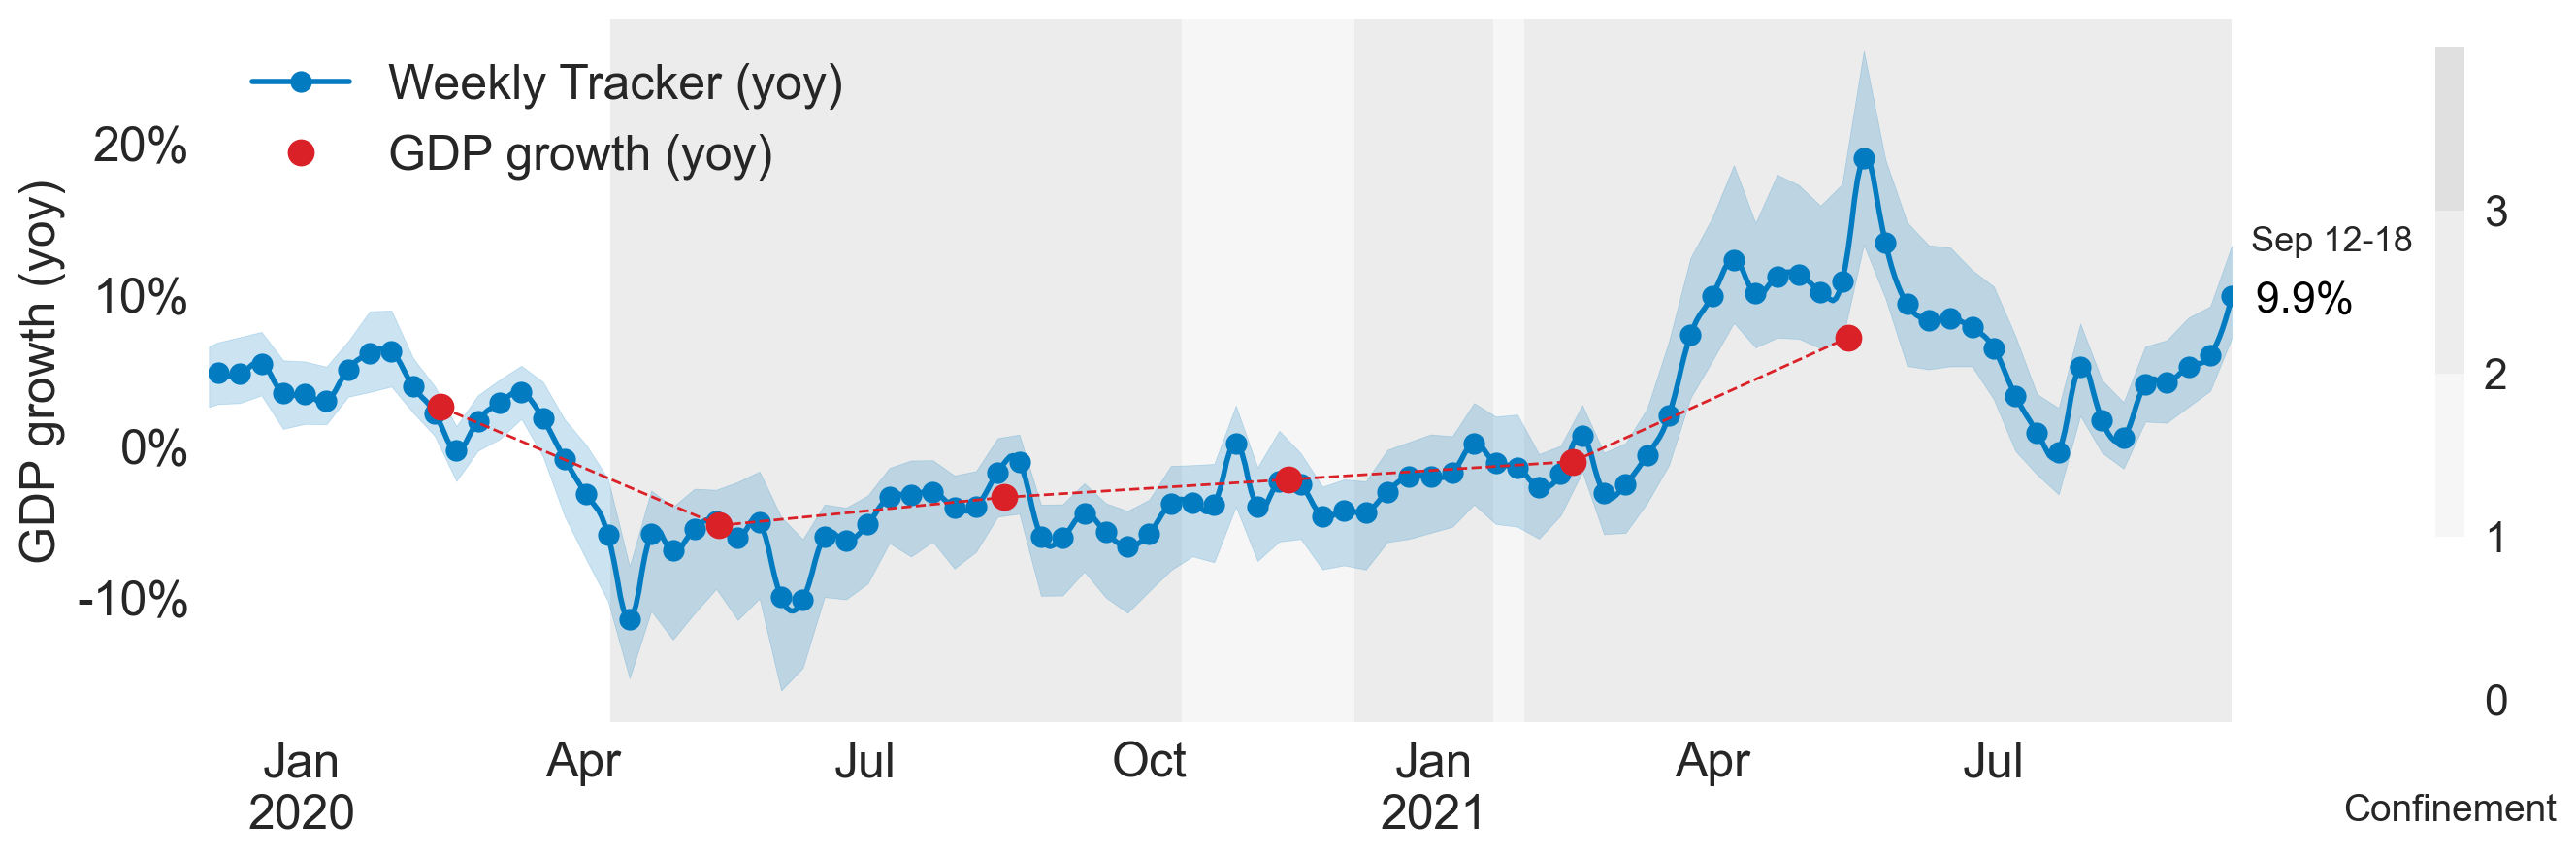 Weekly Tracker (yoy)
GDP growth (yoy)
GDP growth (yoy)
20%
10%
0%
-10%
Jan
2020
Apr
Jul
Oct
Jan
2021
Apr
Jul
Sep 12-18
9.9%
3
2
1
0
Confinement